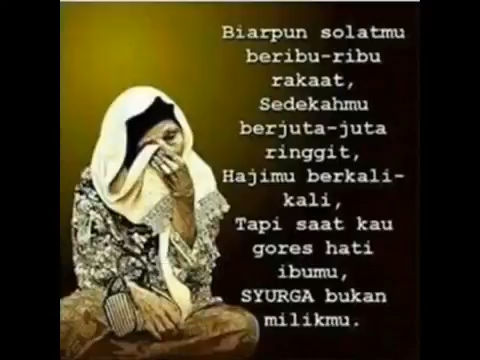 Biarpun solatmu
beribu-ribu
rakaat,
Sedekahmu
berjuta-juta
ringgit,
Hajimu berkali-
kali,
Tapi saat kau
gores hati
ibumu,
SYURGA bukan
milikmu.